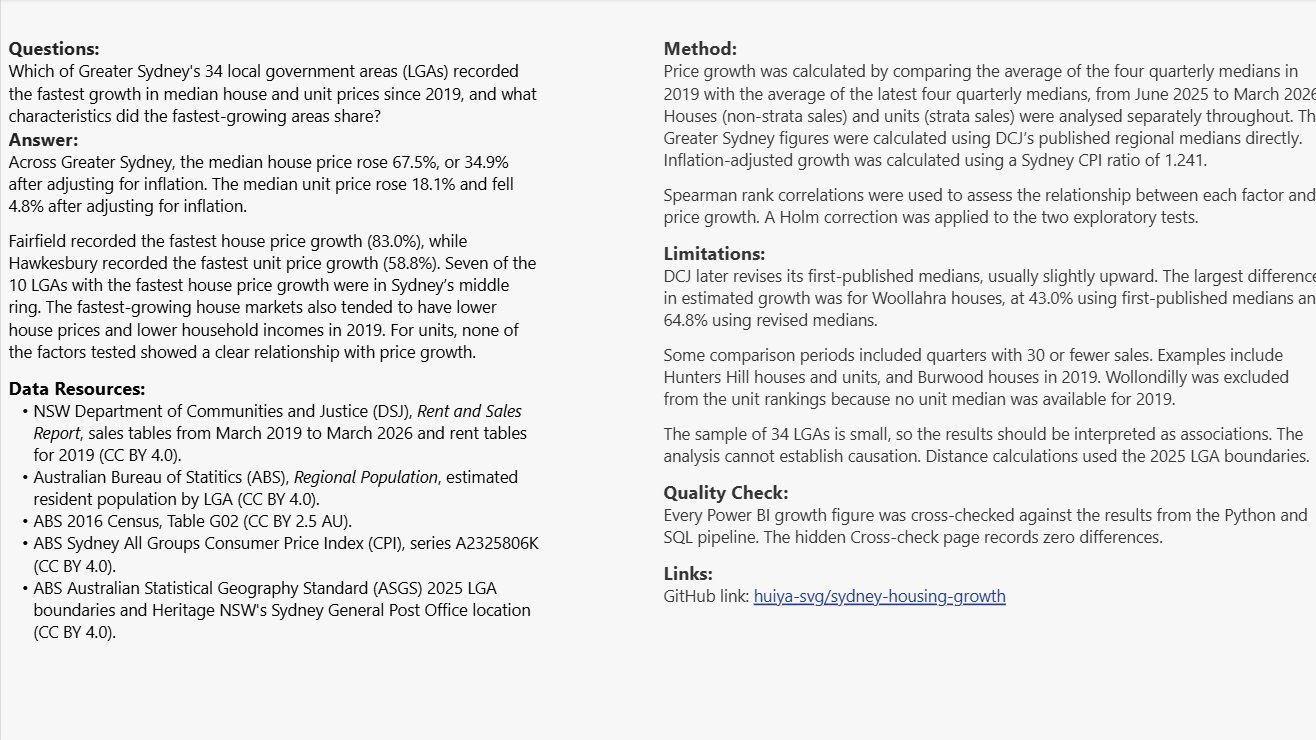 Questions:
Which of Greater Sydney's 34 local government areas (LGAs) recorded
the fastest growth in median house and unit prices since 2019, and what
characteristics did the fastest-growing areas share?
Answer:
Across Greater Sydney, the median house price rose 67.5%, or 34.9%
after adjusting for inflation. The median unit price rose 18.1% and fell
4.8% after adjusting for inflation.
Fairfield recorded the fastest house price growth (83.0%), while
Hawkesbury recorded the fastest unit price growth (58.8%). Seven of the
10 LGAs with the fastest house price growth were in Sydney’s middle
ring. The fastest-growing house markets also tended to have lower
house prices and lower household incomes in 2019. For units, none of
the factors tested showed a clear relationship with price growth.
Data Resources:
• NSW Department of Communities and Justice (DSJ), Rent and Sales
Report, sales tables from March 2019 to March 2026 and rent tables
for 2019 (CC BY 4.0).
• Australian Bureau of Statitics (ABS), Regional Population, estimated
resident population by LGA (CC BY 4.0).
• ABS 2016 Census, Table G02 (CC BY 2.5 AU).
• ABS Sydney All Groups Consumer Price Index (CPI), series A2325806K
(CC BY 4.0).
• ABS Australian Statistical Geography Standard (ASGS) 2025 LGA
boundaries and Heritage NSW's Sydney General Post Office location
(CC BY 4.0).
Method:
Price growth was calculated by comparing the average of the four quarterly medians in
2019 with the average of the latest four quarterly medians, from June 2025 to March 2026
Houses (non-strata sales) and units (strata sales) were analysed separately throughout. Th
Greater Sydney figures were calculated using DCJ’s published regional medians directly.
Inflation-adjusted growth was calculated using a Sydney CPI ratio of 1.241.
Spearman rank correlations were used to assess the relationship between each factor and
price growth. A Holm correction was applied to the two exploratory tests.
Limitations:
DCJ later revises its first-published medians, usually slightly upward. The largest difference
in estimated growth was for Woollahra houses, at 43.0% using first-published medians an
64.8% using revised medians.
Some comparison periods included quarters with 30 or fewer sales. Examples include
Hunters Hill houses and units, and Burwood houses in 2019. Wollondilly was excluded
from the unit rankings because no unit median was available for 2019.
The sample of 34 LGAs is small, so the results should be interpreted as associations. The
analysis cannot establish causation. Distance calculations used the 2025 LGA boundaries.
Quality Check:
Every Power BI growth figure was cross-checked against the results from the Python and
SQL pipeline. The hidden Cross-check page records zero differences.
Links:
GitHub link: huiya-svg/sydney-housing-growth